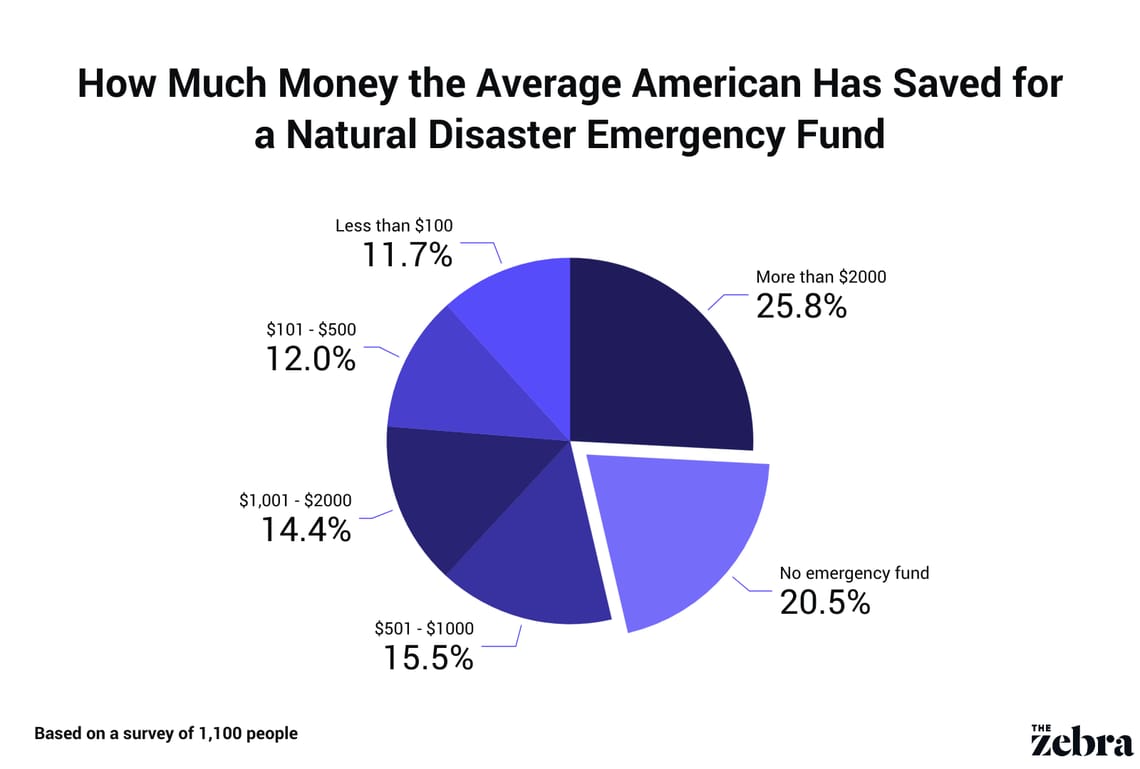 How Much Money the Average American Has Saved for
a Natural Disaster Emergency Fund
Less than $100
11.7%
More than $2000
25.8%
$101 - $500
12.0%
$1,001 - $2000
14.4%
No emergency fund
20.5%
$501 - $1000
15.5%
Based on a survey of 1,100 people
THE
Zebra